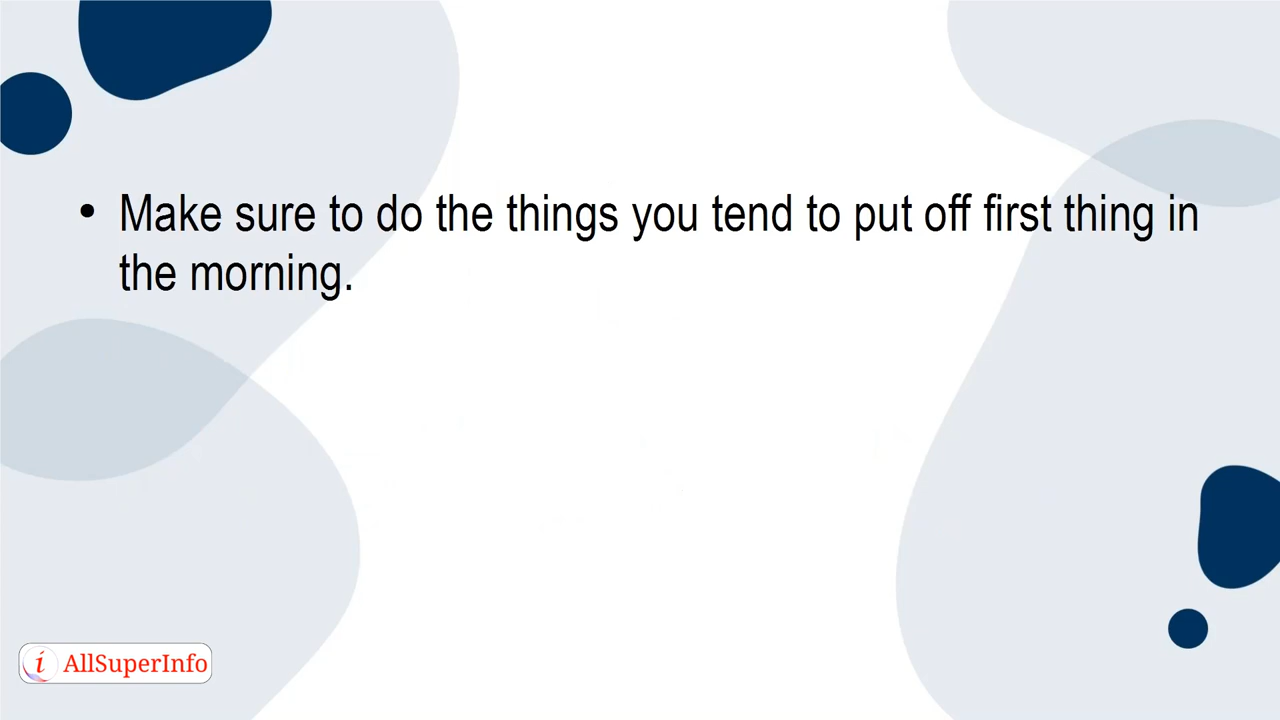 • Make sure to do the things you tend to put off first thing in
the morning.
i AllSuperInfo